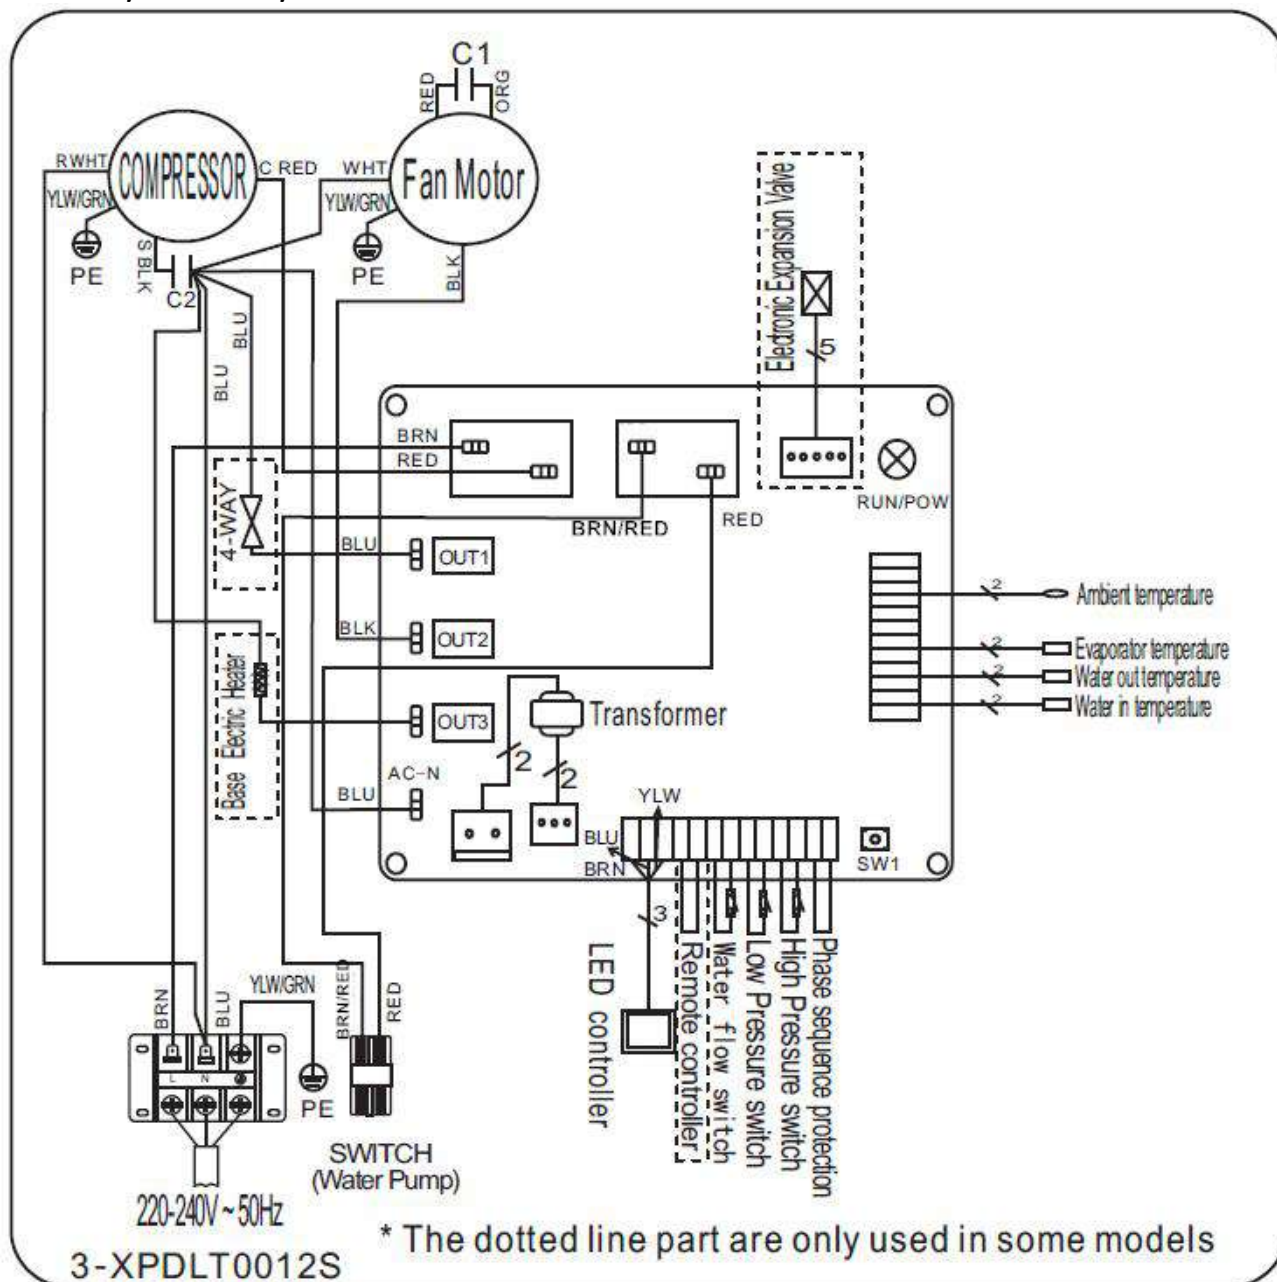 C1
RED
ORG
COMPRESSOR
Fan Motor
R WHT
C RED
WHT
YLW/GRN
YLW/GRN
PE
PE
S BLK
C2
BLK
BLU
BLU
Electronic Expansion Valve
5
BRN
RED
BRN/RED
RED
RUN/POW
4-WAY
BLU
OUT1
BLK
OUT2
Base Electric Heater
OUT3
Transformer
2
2
AC-N
BLU
2
Ambient temperature
2
Evaporator temperature
2
Water out temperature
2
Water in temperature
YLW
BLU
BRN
SW1
3
LED controller
Remote controller
Water flow switch
Low Pressure switch
High Pressure switch
Phase sequence protection
BRN
BLU
YLW/GRN
BRN/RED
RED
L
N
PE
SWITCH
(Water Pump)
220-240V ~ 50Hz
* The dotted line part are only used in some models
3-XPDLT0012S